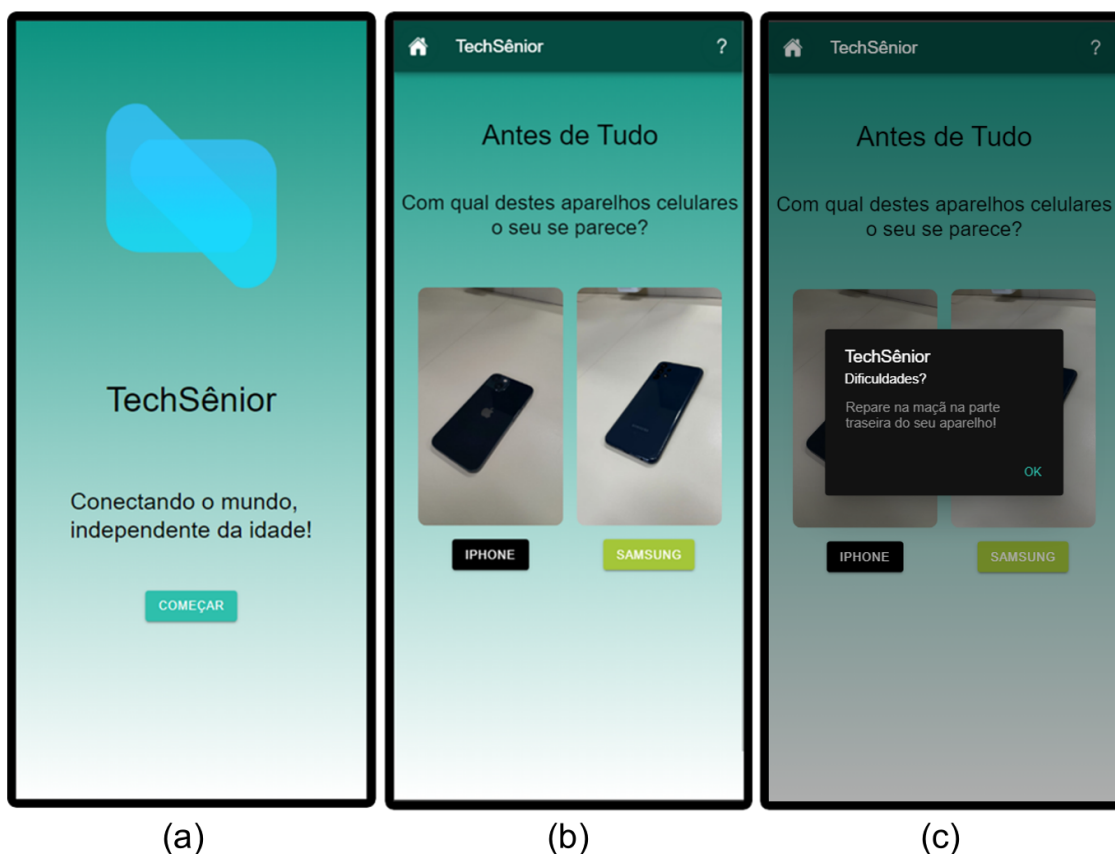 TechSênior
Conectando o mundo,
independente da idade!
COMEÇAR
(a)
TechSênior
?
Antes de Tudo
Com qual destes aparelhos celulares
o seu se parece?
IPHONE
SAMSUNG
(b)
TechSênior
?
Antes de Tudo
Com qual destes aparelhos celulares
o seu se parece?
TechSênior
Dificuldades?
Repare na maçã na parte
traseira do seu aparelho!
OK
IPHONE
SAMSUNG
(c)